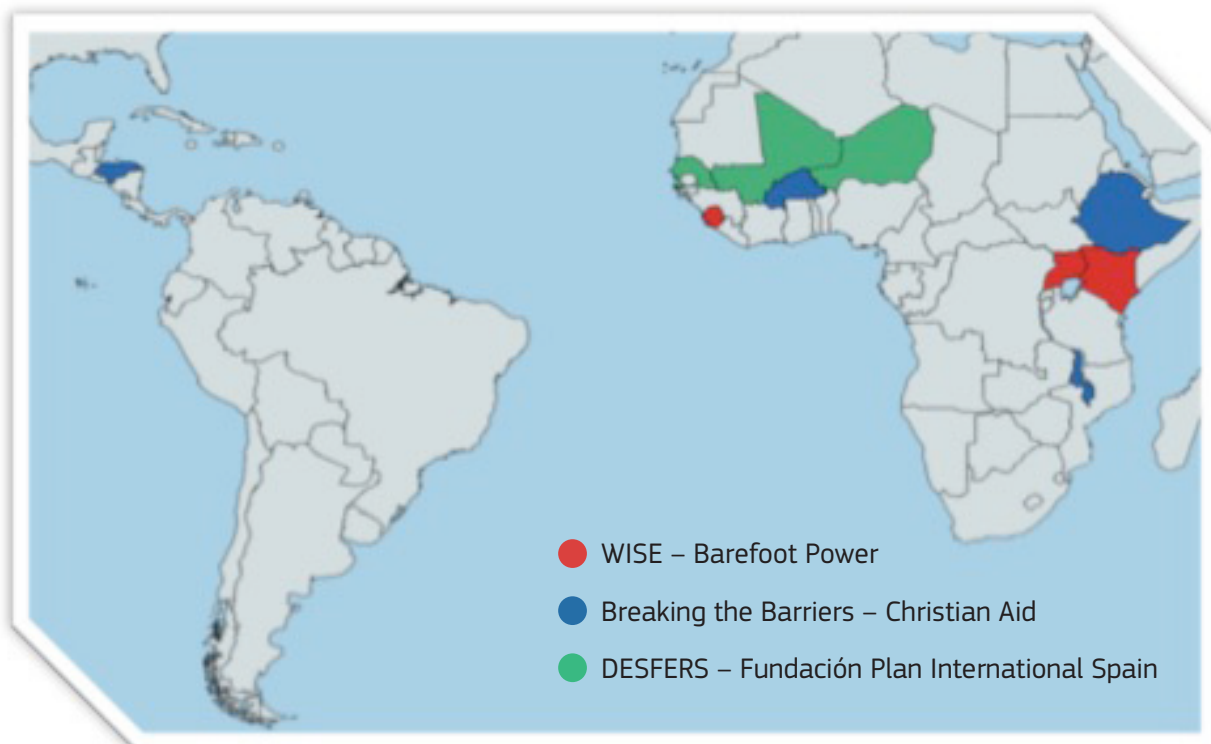 WISE – Barefoot Power
Breaking the Barriers – Christian Aid
DESFERS – Fundación Plan International Spain